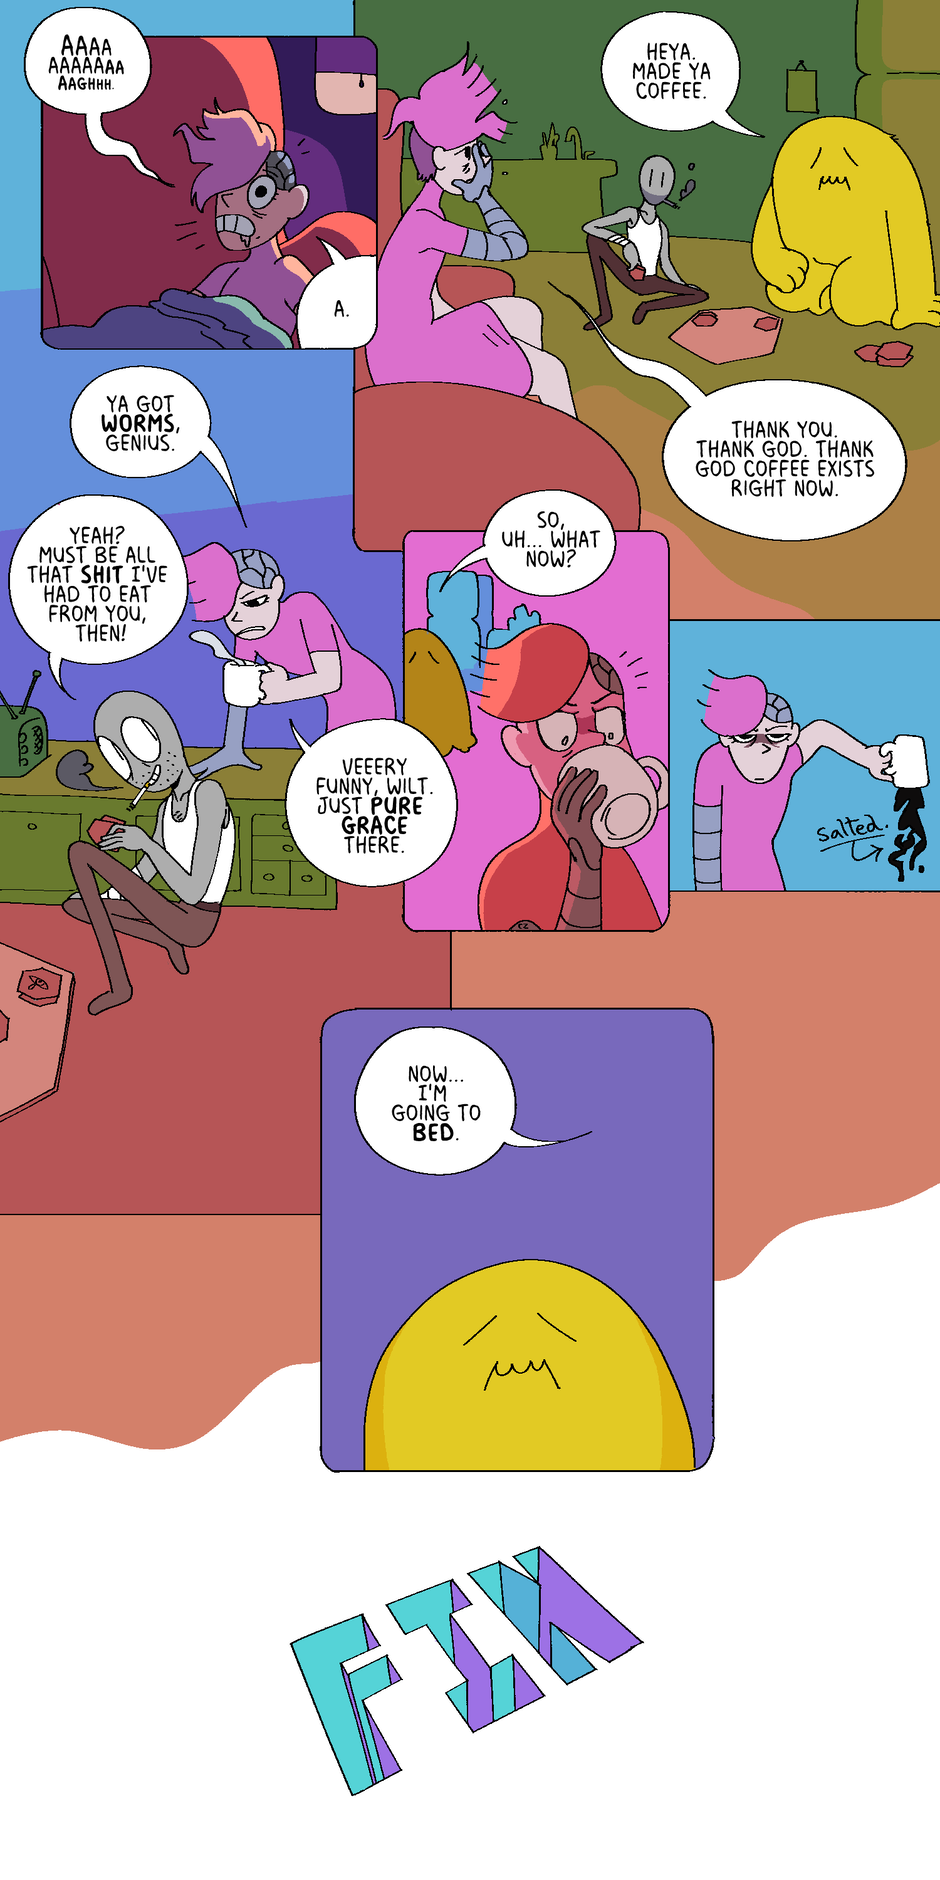 AAAA
AAAAAAA
AAGHHH.
A.
HEYA.
MADE YA
COFFEE.
THANK YOU.
THANK GOD. THANK
GOD COFFEE EXISTS
RIGHT NOW.
YA GOT
WORMS,
GENIUS.
YEAH?
MUST BE ALL
THAT SHIT I'VE
HAD TO EAT
FROM YOU,
THEN!
VEEERY
FUNNY, WILT.
JUST PURE
GRACE
THERE.
SO,
UH... WHAT
NOW?
salted.
NOW...
I'M
GOING TO
BED.
FIN